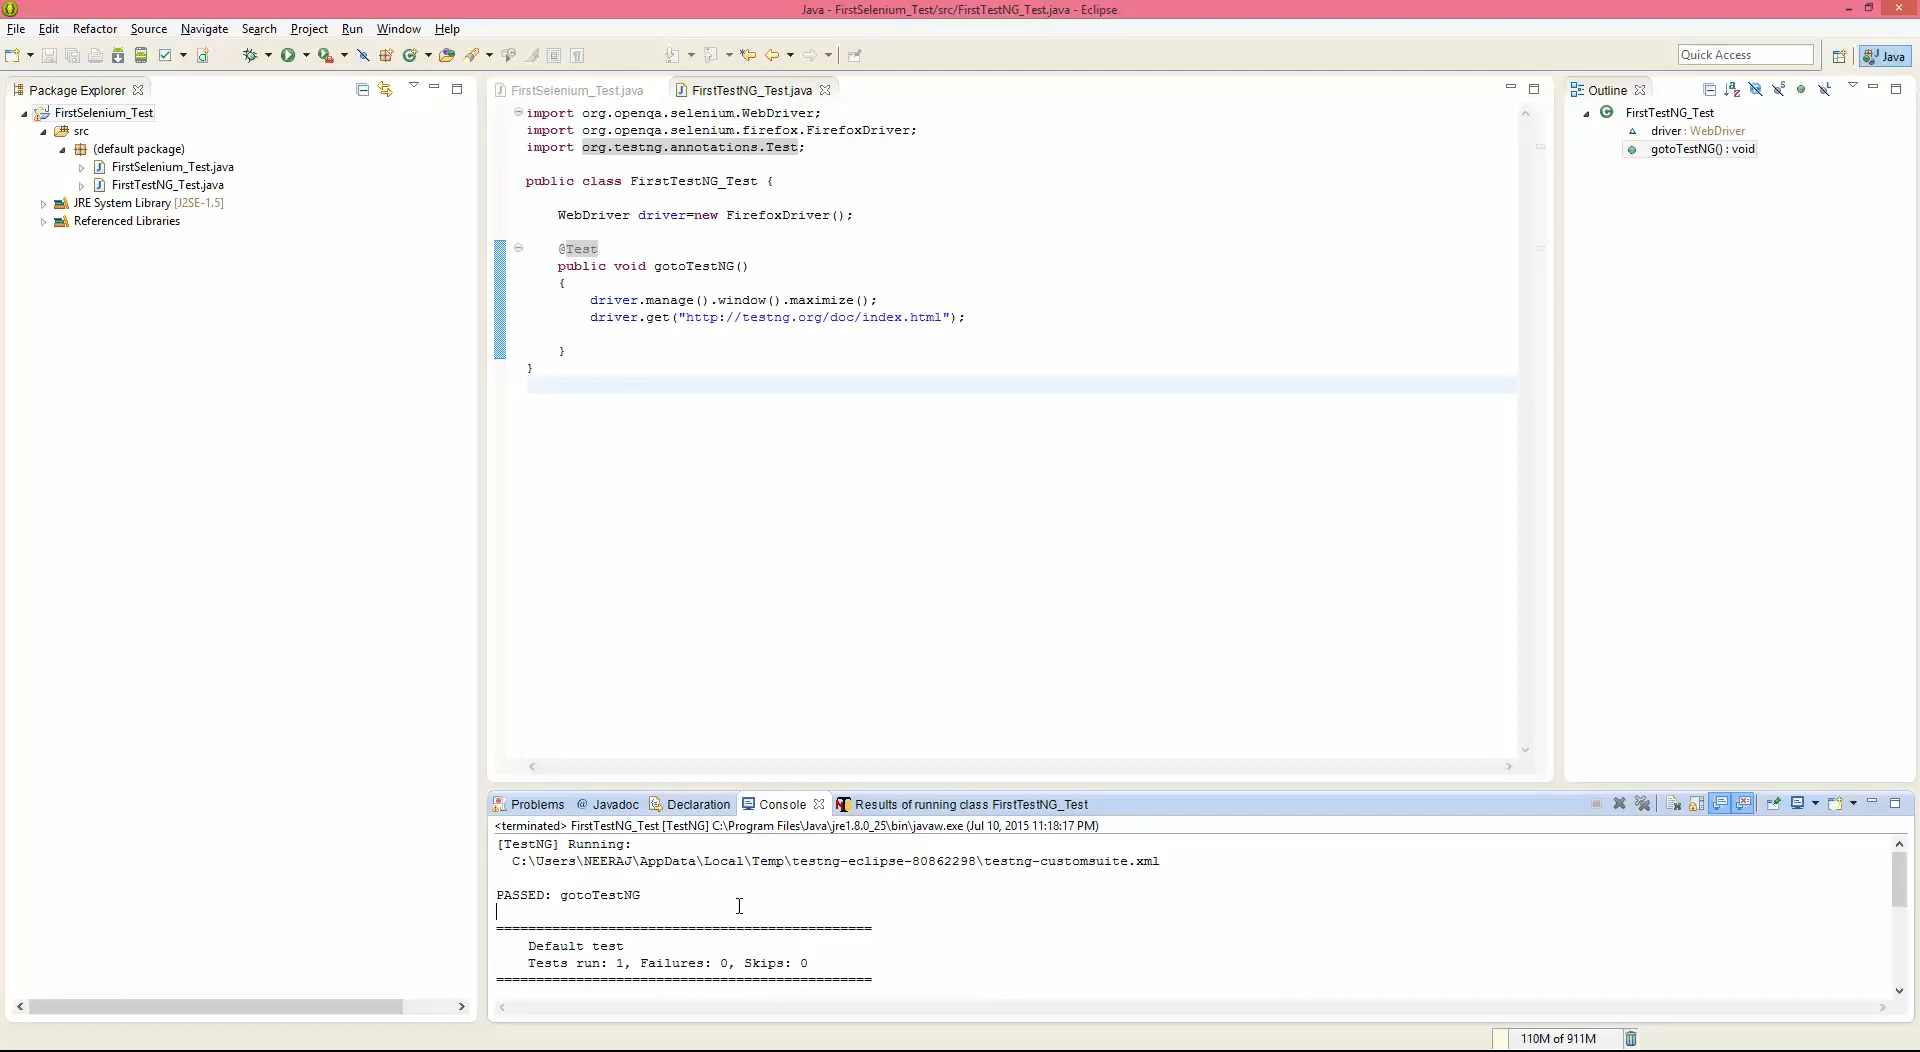 Java - FirstSelenium_Test/src/FirstTestNG_Test.java - Eclipse
File Edit Refactor Source Navigate Search Project Run Window Help
Quick Access
Java
Package Explorer
FirstSelenium_Test
src
(default package)
FirstSelenium_Test.java
FirstTestNG_Test.java
JRE System Library [J2SE-1.5]
Referenced Libraries
FirstSelenium_Test.java FirstTestNG_Test.java
import org.openqa.selenium.WebDriver;
import org.openqa.selenium.firefox.FirefoxDriver;
import org.testng.annotations.Test;
public class FirstTestNG_Test {
WebDriver driver=new FirefoxDriver();
@Test
public void gotoTestNG()
{
driver.manage().window().maximize();
driver.get("http://testng.org/doc/index.html");
}
}
Outline
FirstTestNG_Test
driver : WebDriver
gotoTestNG() : void
Problems @ Javadoc Declaration Console Results of running class FirstTestNG_Test
<terminated> FirstTestNG_Test [TestNG] C:\Program Files\Java\jre1.8.0_25\bin\javaw.exe (Jul 10, 2015 11:18:17 PM)
[TestNG] Running:
C:\Users\NEERAJ\AppData\Local\Temp\testng-eclipse-80862298\testng-customsuite.xml
PASSED: gotoTestNG
===============================================
Default test
Tests run: 1, Failures: 0, Skips: 0
===============================================
110M of 911M